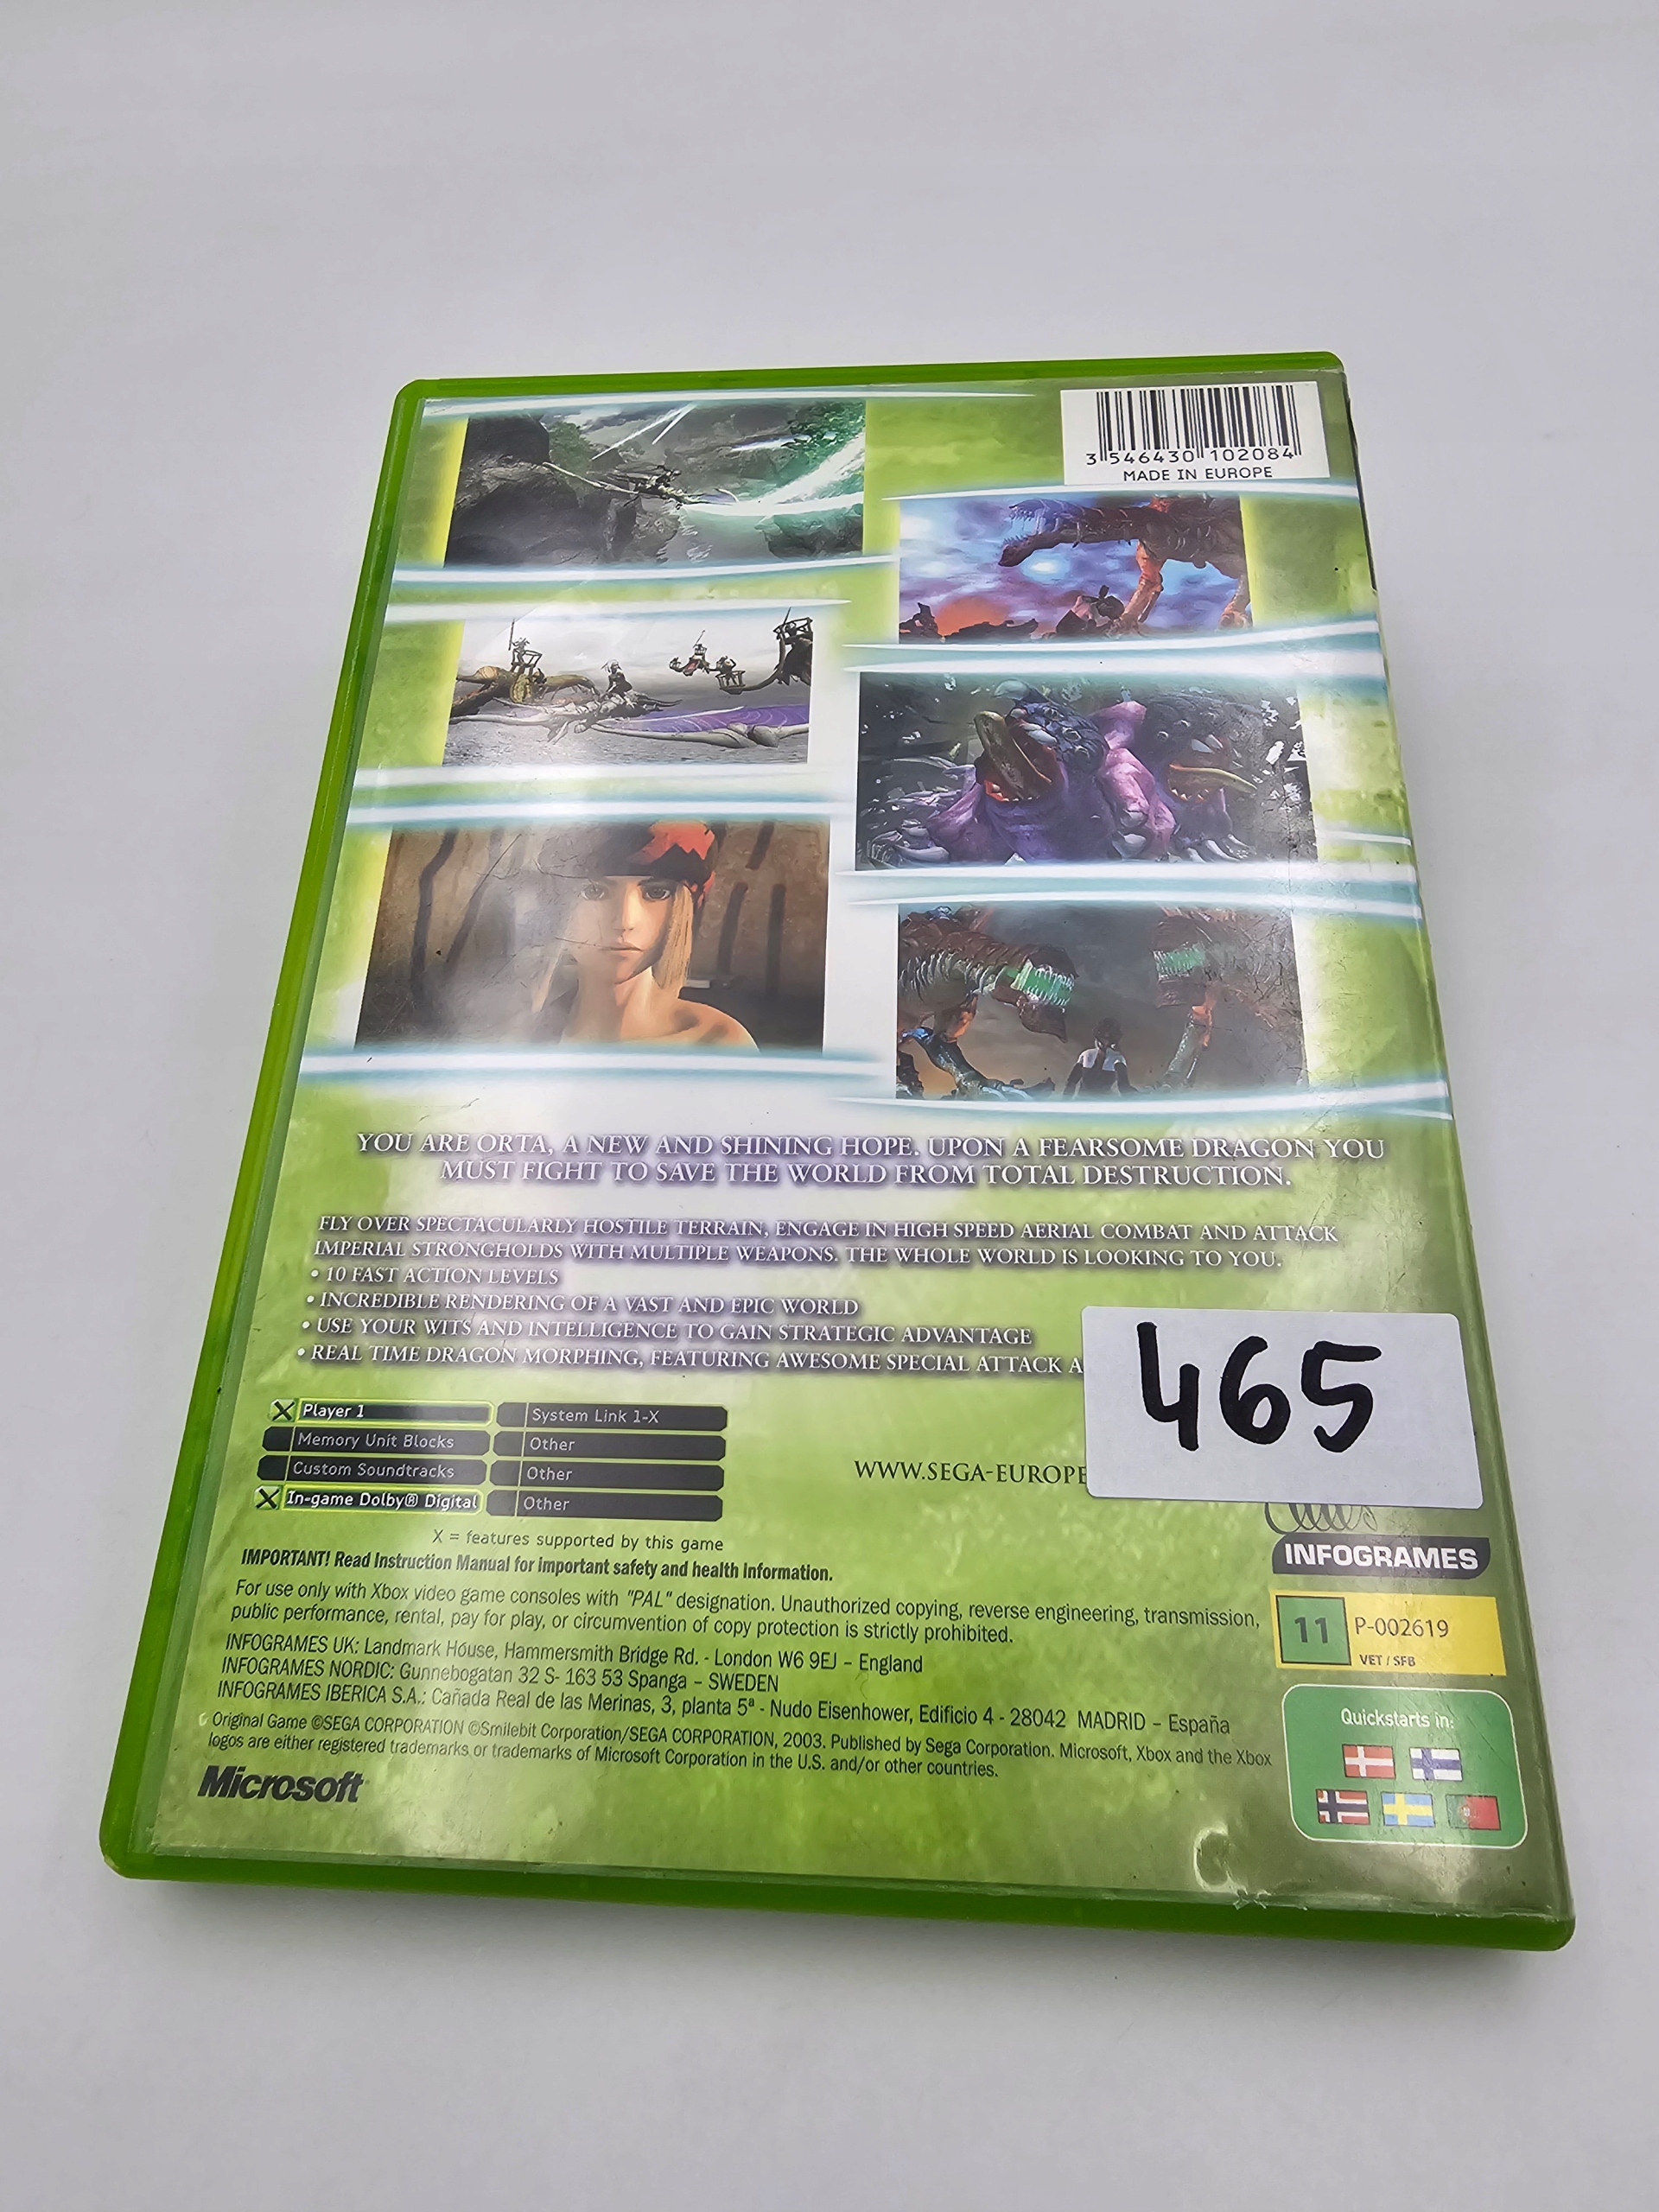 3 546430 102084
MADE IN EUROPE
YOU ARE ORTA, A NEW AND SHINING HOPE. UPON A FEARSOME DRAGON YOU
MUST FIGHT TO SAVE THE WORLD FROM TOTAL DESTRUCTION.
FLY OVER SPECTACULARLY HOSTILE TERRAIN, ENGAGE IN HIGH SPEED AERIAL COMBAT AND ATTACK
IMPERIAL STRONGHOLDS WITH MULTIPLE WEAPONS. THE WHOLE WORLD IS LOOKING TO YOU.
• 10 FAST ACTION LEVELS
• INCREDIBLE RENDERING OF A VAST AND EPIC WORLD
• USE YOUR WITS AND INTELLIGENCE TO GAIN STRATEGIC ADVANTAGE
• REAL TIME DRAGON MORPHING, FEATURING AWESOME SPECIAL ATTACK A
465
X Player 1
System Link 1-X
Memory Unit Blocks
Other
Custom Soundtracks
Other
X In-game Dolby® Digital
Other
X = features supported by this game
WWW.SEGA-EUROPE
INFOGRAMES
IMPORTANT! Read Instruction Manual for important safety and health information.
For use only with Xbox video game consoles with "PAL" designation. Unauthorized copying, reverse engineering, transmission,
public performance, rental, pay for play, or circumvention of copy protection is strictly prohibited.
INFOGRAMES UK: Landmark House, Hammersmith Bridge Rd. - London W6 9EJ – England
INFOGRAMES NORDIC: Gunnebogatan 32 S- 163 53 Spanga – SWEDEN
INFOGRAMES IBERICA S.A.: Cañada Real de las Merinas, 3, planta 5ª - Nudo Eisenhower, Edificio 4 - 28042 MADRID – España
Original Game ©SEGA CORPORATION ©Smilebit Corporation/SEGA CORPORATION, 2003. Published by Sega Corporation. Microsoft, Xbox and the Xbox
logos are either registered trademarks or trademarks of Microsoft Corporation in the U.S. and/or other countries.
Microsoft
11
P-002619
VET / SFB
Quickstarts in: